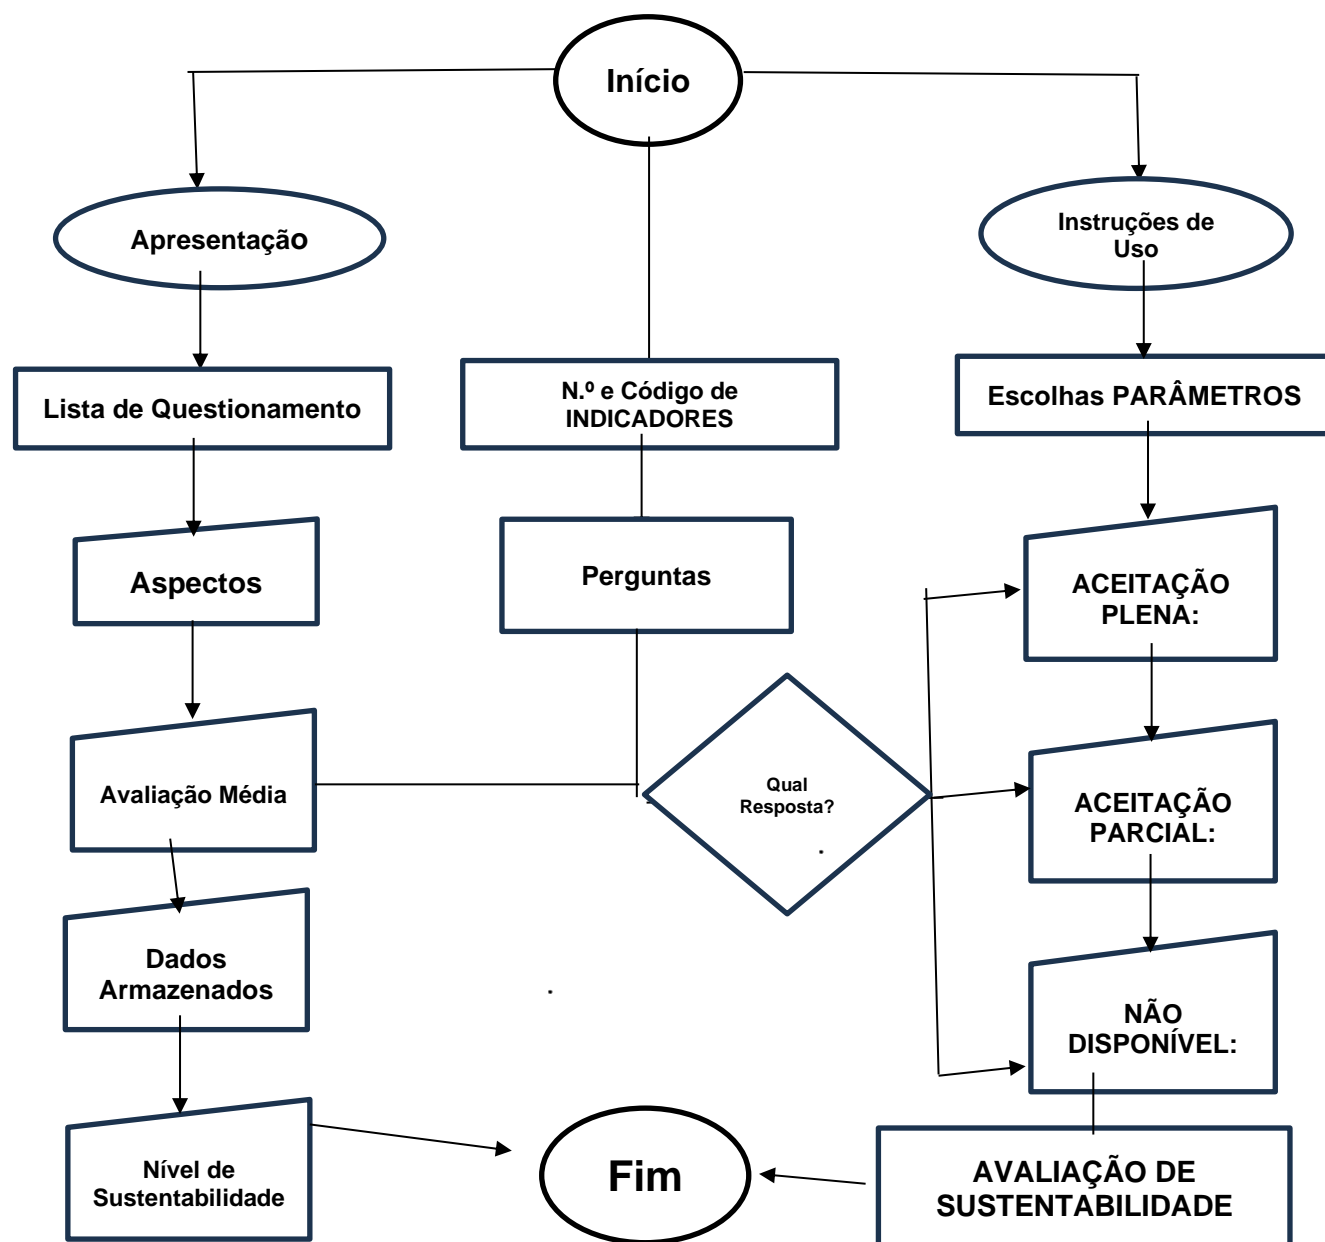 Início
Apresentação
Instruções de
Uso
Lista de Questionamento
N.º e Código de
INDICADORES
Escolhas PARÂMETROS
Aspectos
Perguntas
ACEITAÇÃO
PLENA:
Avaliação Média
Qual
Resposta?
ACEITAÇÃO
PARCIAL:
Dados
Armazenados
NÃO
DISPONÍVEL:
Nível de
Sustentabilidade
Fim
AVALIAÇÃO DE
SUSTENTABILIDADE